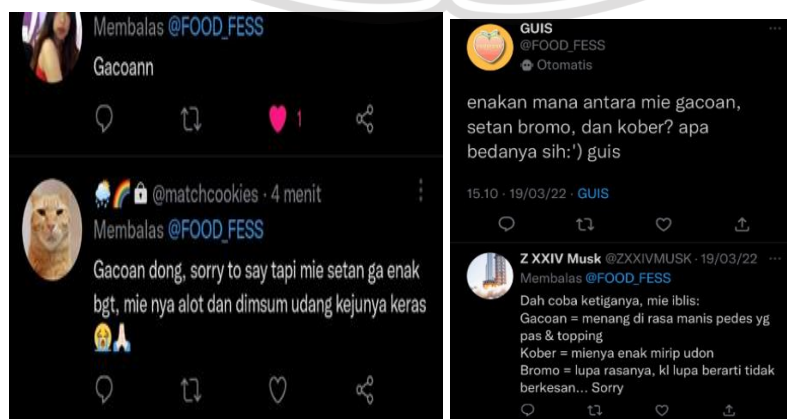 Membalas @FOOD_FESS
Gacoann
1
@matchcookies · 4 menit
Membalas @FOOD_FESS
Gacoan dong, sorry to say tapi mie setan ga enak
bgt, mie nya alot dan dimsum udang kejunya keras
😭🙏🏻
GUIS
@FOOD_FESS
Otomatis
enakan mana antara mie gacoan,
setan bromo, dan kober? apa
bedanya sih:') guis
15.10 · 19/03/22 · GUIS
Z XXIV Musk @ZXXIVMUSK · 19/03/22
Membalas @FOOD_FESS
Dah coba ketiganya, mie iblis:
Gacoan = menang di rasa manis pedes yg
pas & topping
Kober = mienya enak mirip udon
Bromo = lupa rasanya, kl lupa berarti tidak
berkesan... Sorry